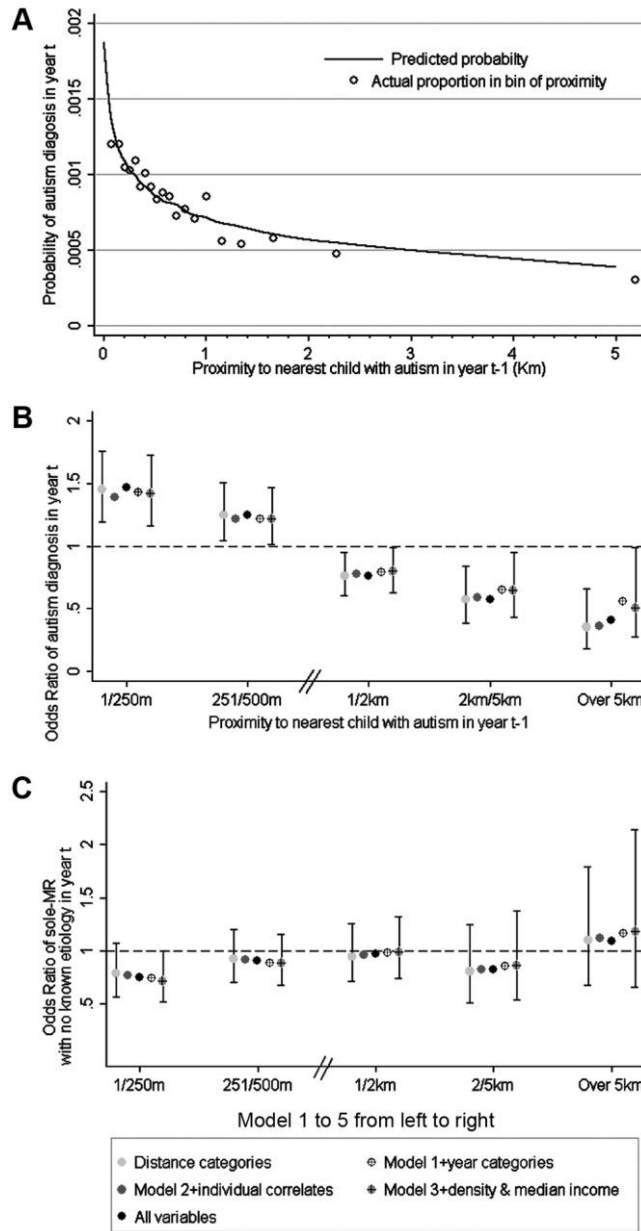 A
Probability of autism diagosis in year t
.002
.0015
.001
.0005
0
Predicted probabilty
Actual proportion in bin of proximity
0 1 2 3 4 5
Proximity to nearest child with autism in year t-1 (Km)
B
Odds Ratio of autism diagnosis in year t
2
1.5
1
.5
0
1/250m 251/500m // 1/2km 2km/5km Over 5km
Proximity to nearest child with autism in year t-1
C
Odds Ratio of sole-MR
with no known etiology in year t
2.5
2
1.5
1
.5
1/250m 251/500m // 1/2km 2/5km Over 5km
Model 1 to 5 from left to right
Distance categories
Model 1+year categories
Model 2+individual correlates
Model 3+density & median income
All variables